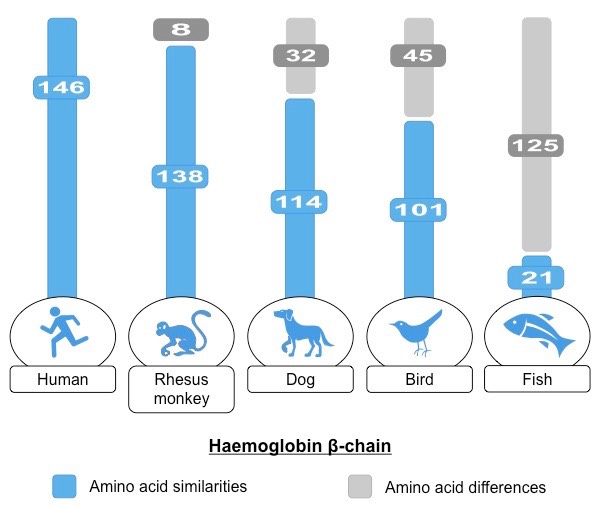 8
32
45
146
125
138
114
101
21
Human
Rhesus
monkey
Dog
Bird
Fish
Haemoglobin β-chain
Amino acid similarities
Amino acid differences